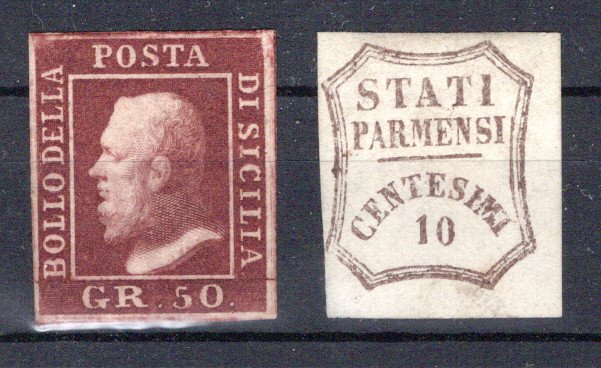 BOLLO DELLA
POSTA
DI SICILIA
GR. 50.
STATI
PARMENSI
CENTESIMI
10